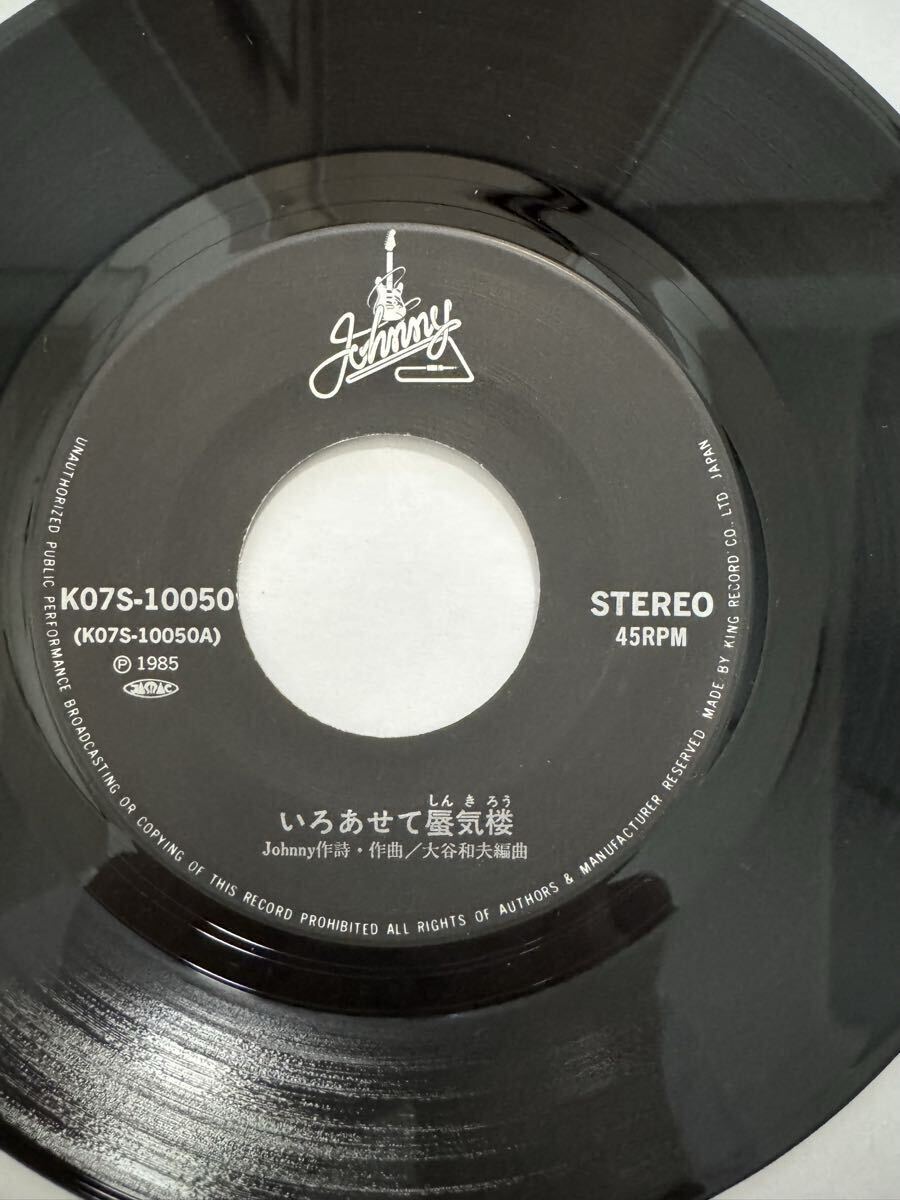 Johnny
K07S-10050
(K07S-10050A)
Ⓟ 1985
JASRAC
STEREO
45RPM
しんきろう
いろあせて蜃気楼
Johnny作詩・作曲／大谷和夫編曲
UNAUTHORIZED PUBLIC PERFORMANCE BROADCASTING OR COPYING OF THIS RECORD PROHIBITED ALL RIGHTS OF AUTHORS & MANUFACTURER RESERVED MADE BY KING RECORD CO. LTD JAPAN